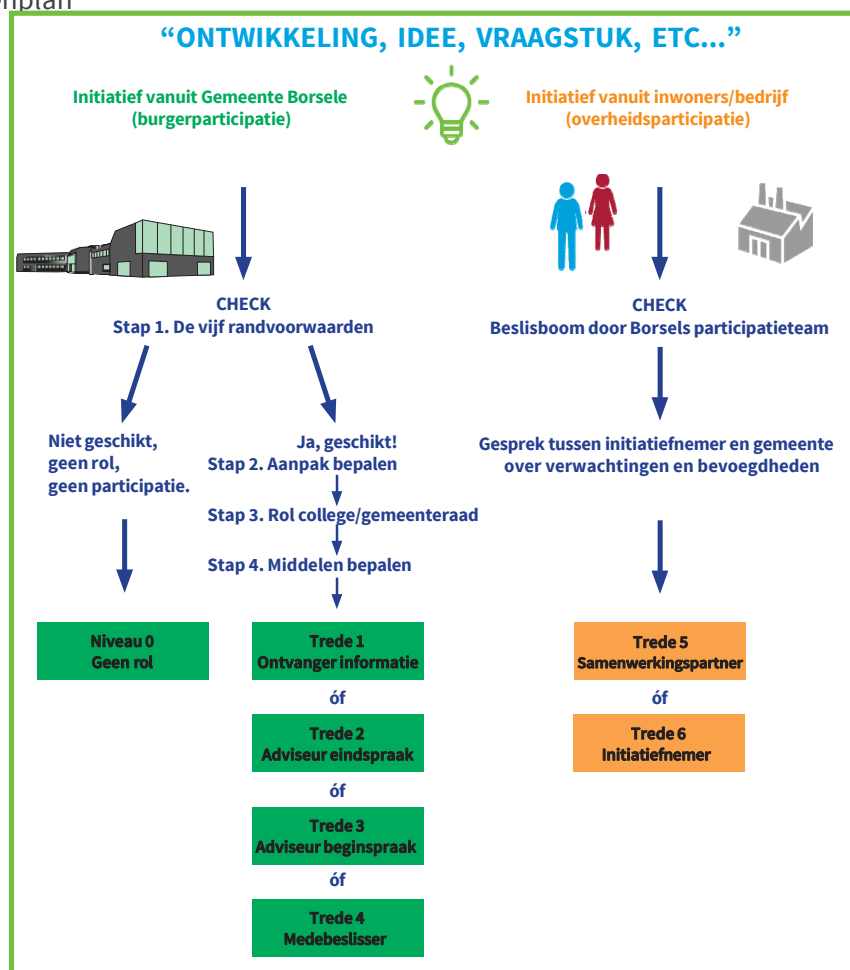 enplan
“ONTWIKKELING, IDEE, VRAAGSTUK, ETC...”
Initiatief vanuit Gemeente Borsele
(burgerparticipatie)
Initiatief vanuit inwoners/bedrijf
(overheidsparticipatie)
CHECK
Stap 1. De vijf randvoorwaarden
Niet geschikt,
geen rol,
geen participatie.
Ja, geschikt!
Stap 2. Aanpak bepalen
Stap 3. Rol college/gemeenteraad
Stap 4. Middelen bepalen
Niveau 0
Geen rol
Trede 1
Ontvanger informatie
óf
Trede 2
Adviseur eindspraak
óf
Trede 3
Adviseur beginspraak
óf
Trede 4
Medebeslisser
CHECK
Beslisboom door Borsels participatieteam
Gesprek tussen initiatiefnemer en gemeente
over verwachtingen en bevoegdheden
Trede 5
Samenwerkingspartner
óf
Trede 6
Initiatiefnemer